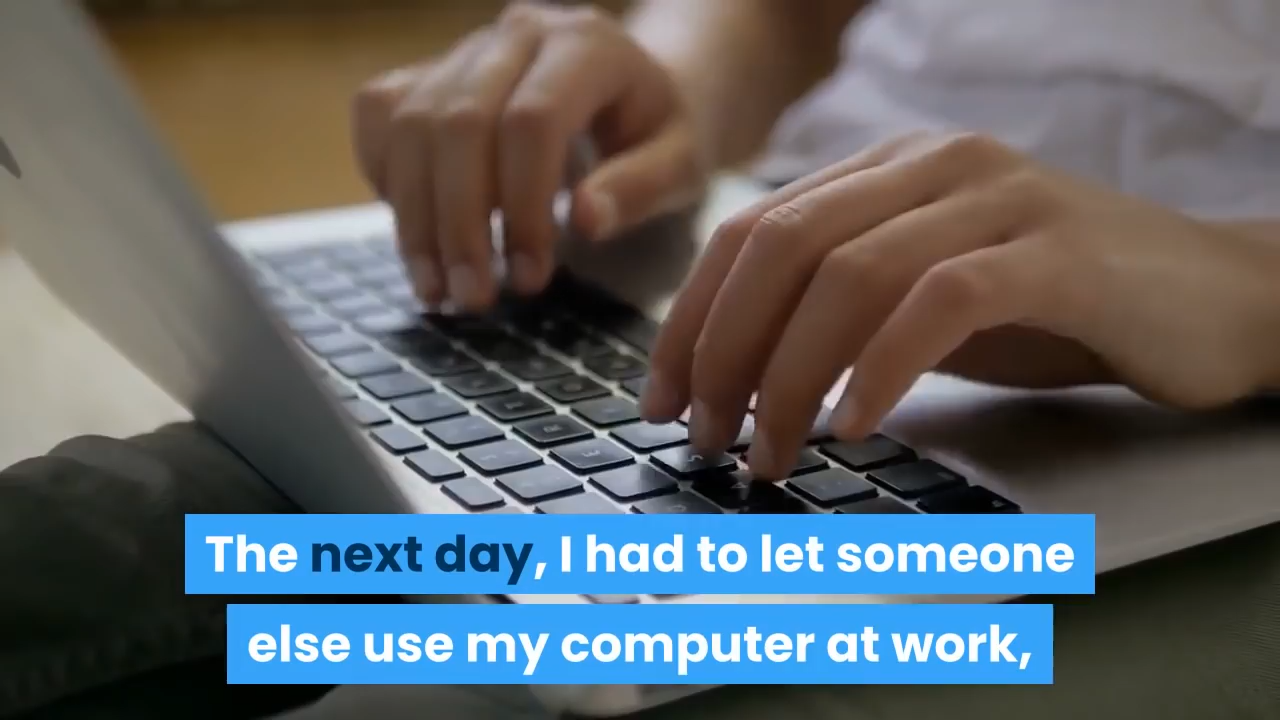 The next day, I had to let someone
else use my computer at work,